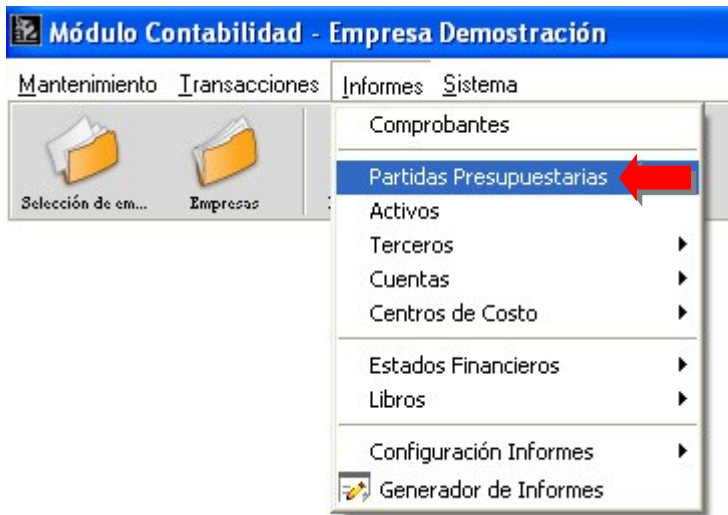 Módulo Contabilidad - Empresa Demostración
Mantenimiento Transacciones Informes Sistema
Selección de em... Empresas
Comprobantes
Partidas Presupuestarias
Activos
Terceros
Cuentas
Centros de Costo
Estados Financieros
Libros
Configuración Informes
Generador de Informes